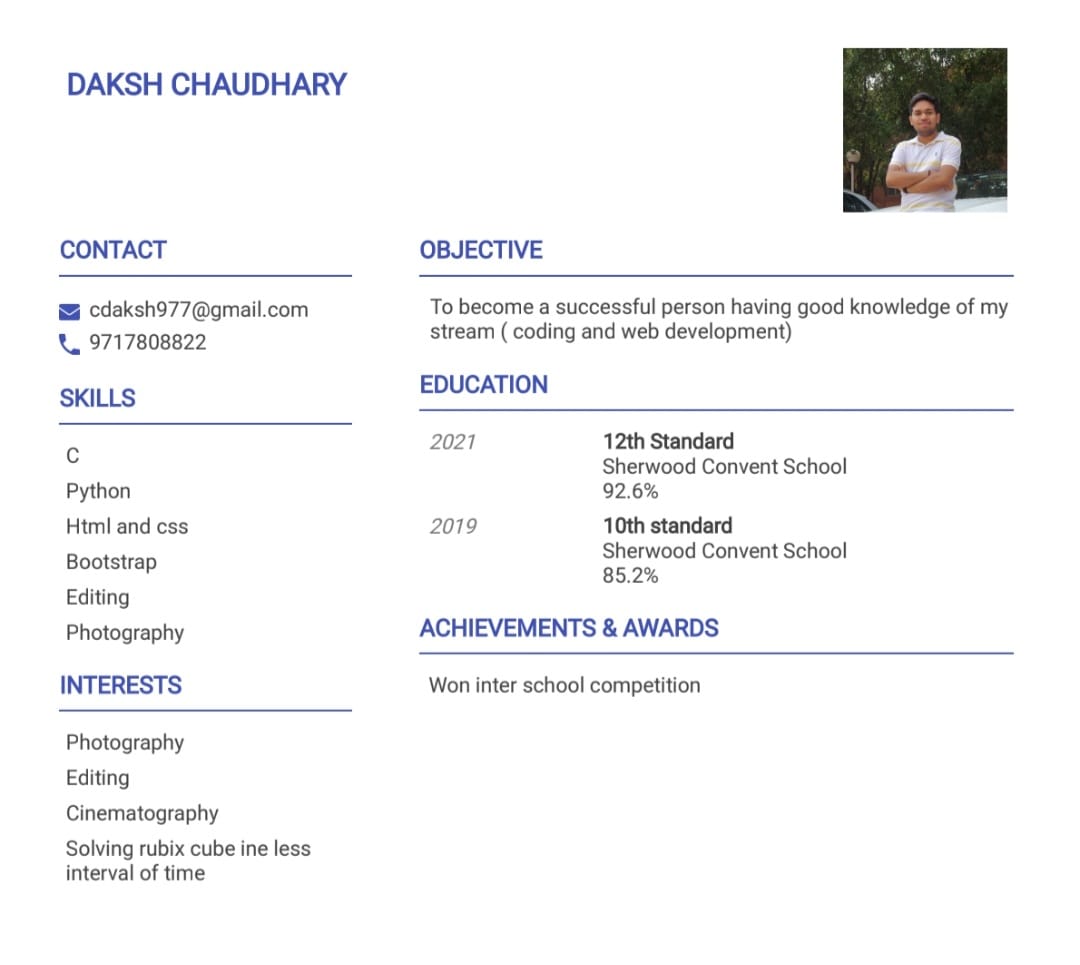 DAKSH CHAUDHARY
CONTACT
cdaksh977@gmail.com
9717808822
SKILLS
C
Python
Html and css
Bootstrap
Editing
Photography
INTERESTS
Photography
Editing
Cinematography
Solving rubix cube ine less
interval of time
OBJECTIVE
To become a successful person having good knowledge of my
stream ( coding and web development)
EDUCATION
2021
12th Standard
Sherwood Convent School
92.6%
2019
10th standard
Sherwood Convent School
85.2%
ACHIEVEMENTS & AWARDS
Won inter school competition